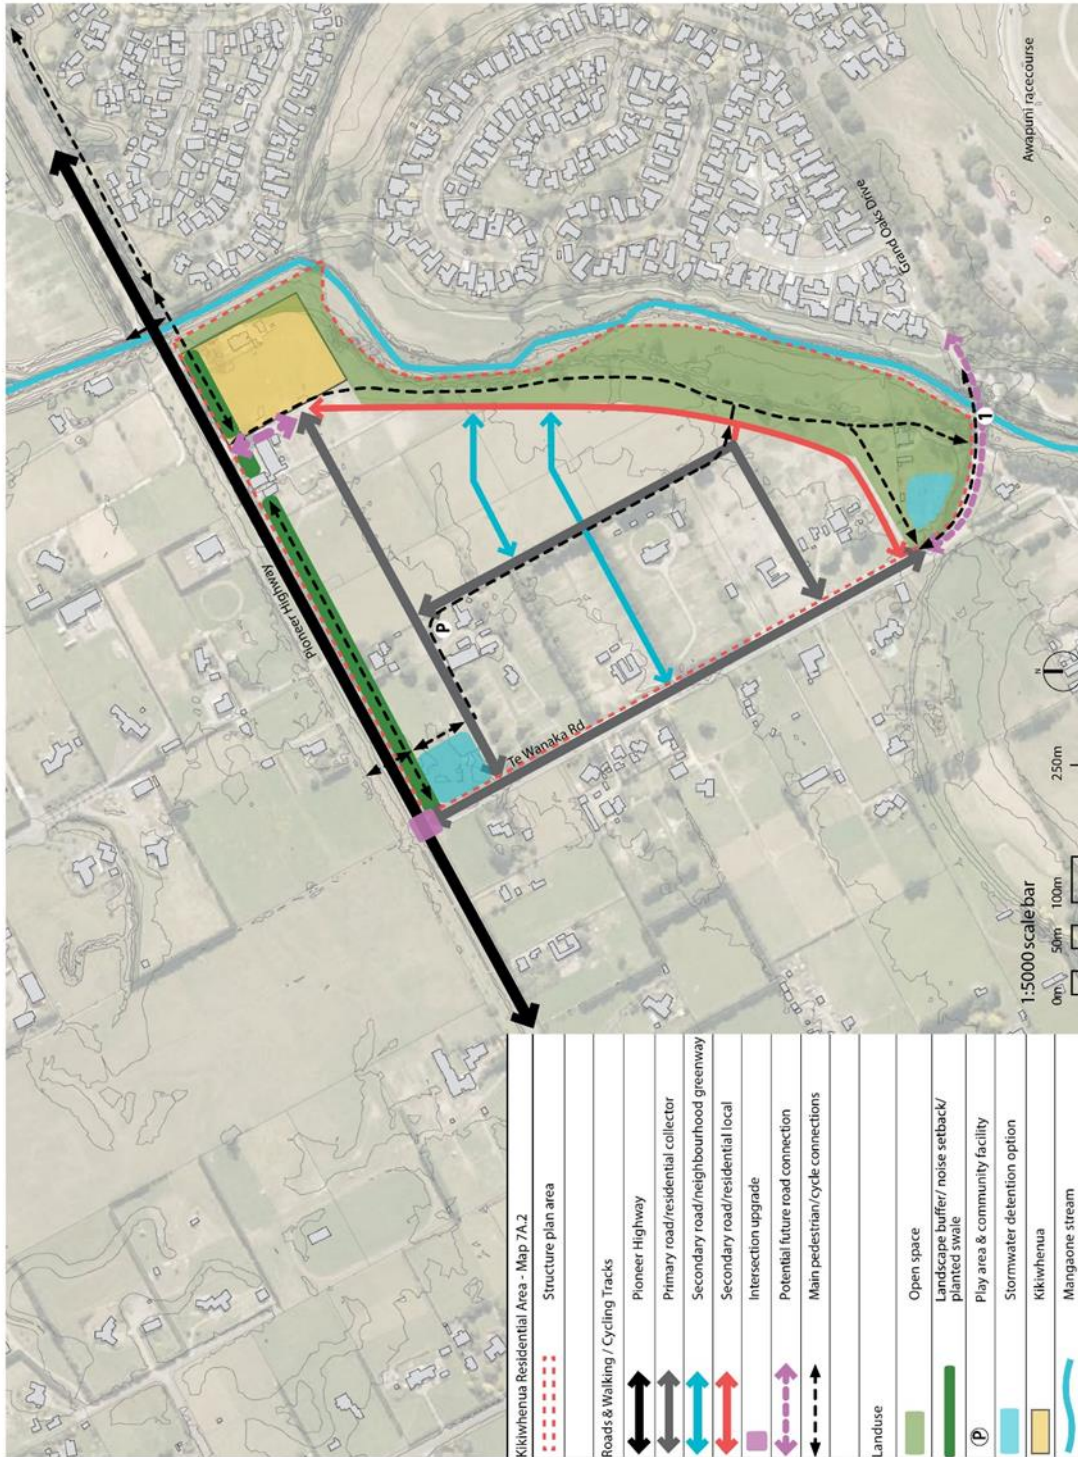 Awapuni racecourse
Grand Oaks Drive
Pioneer Highway
P
Te Wanaka Rd
1
N
1:5000 scale bar
0m 50m 100m 250m
Kikiwhenua Residential Area - Map 7A.2
Structure plan area
Roads & Walking / Cycling Tracks
Pioneer Highway
Primary road/residential collector
Secondary road/neighbourhood greenway
Secondary road/residential local
Intersection upgrade
Potential future road connection
Main pedestrian/cycle connections
Landuse
Open space
Landscape buffer/ noise setback/
planted swale
P Play area & community facility
Stormwater detention option
Kikiwhenua
Mangaone stream